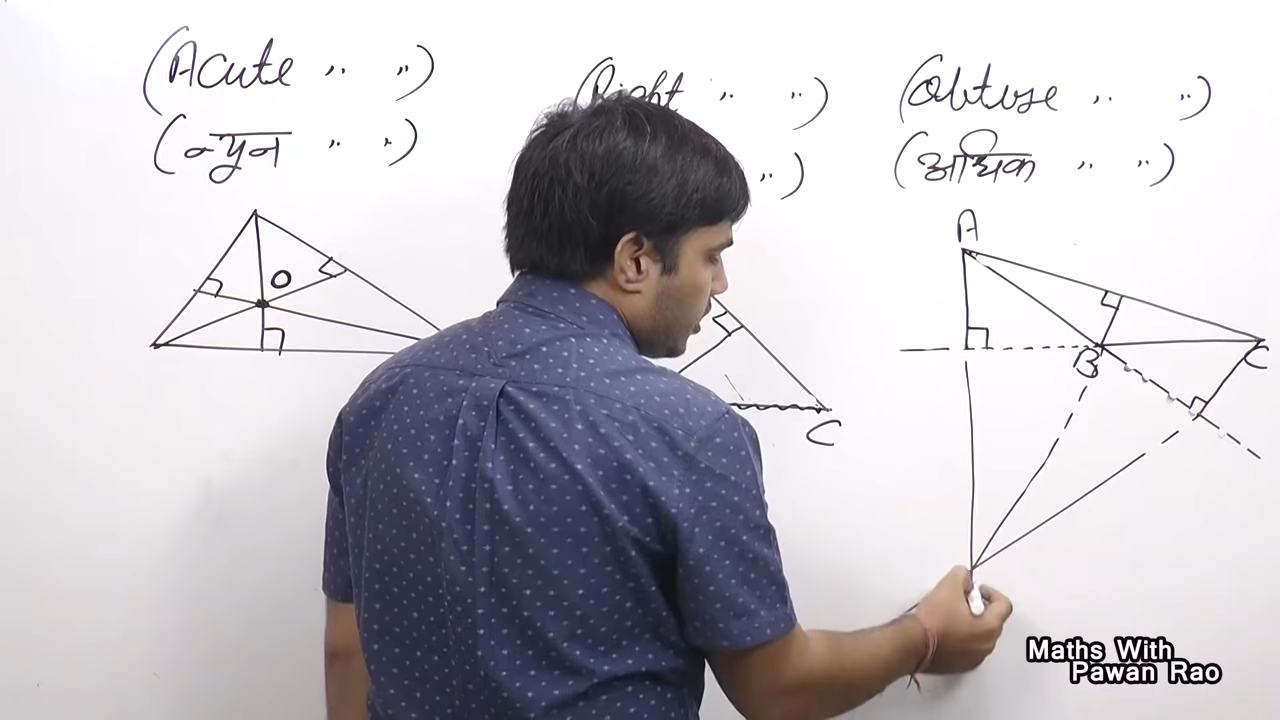 (Acute " ")
(न्यून " ")
O
(Right " ")
" )
C
(Obtuse " ")
(अधिक " ")
A
B
C
Maths With
Pawan Rao